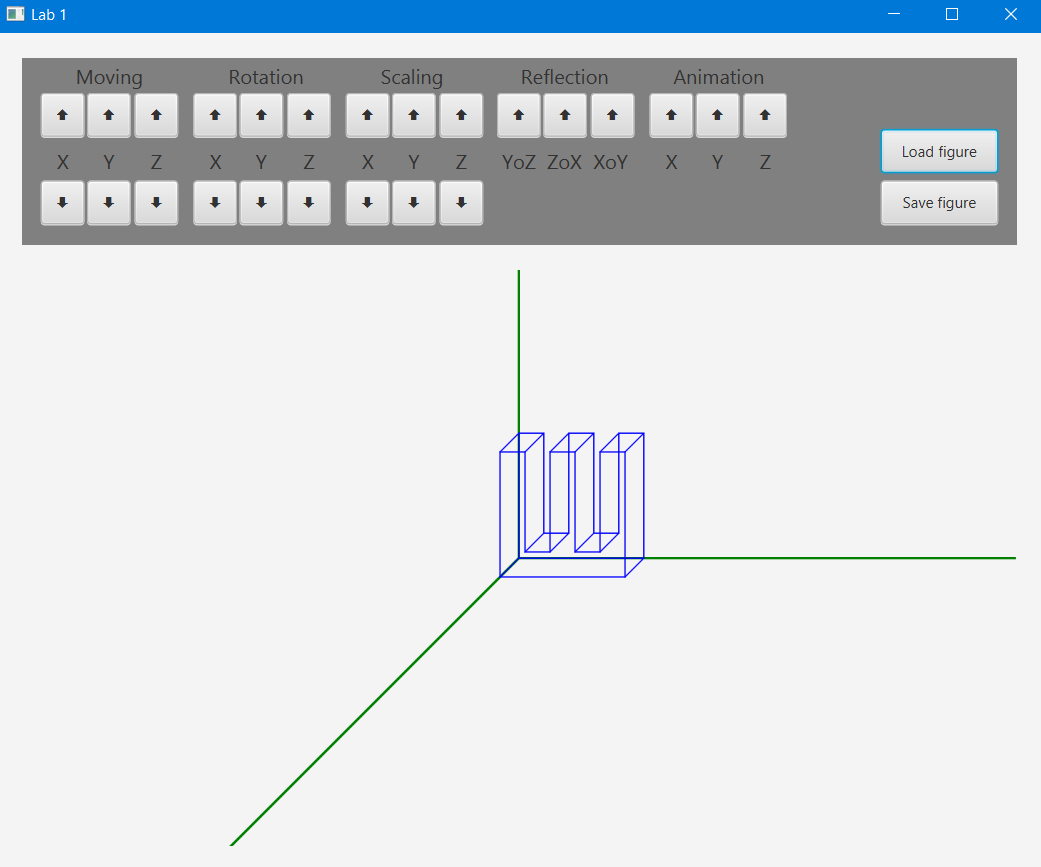 Lab 1
Moving Rotation Scaling Reflection Animation
X Y Z X Y Z X Y Z YoZ ZoX XoY X Y Z
Load figure
Save figure